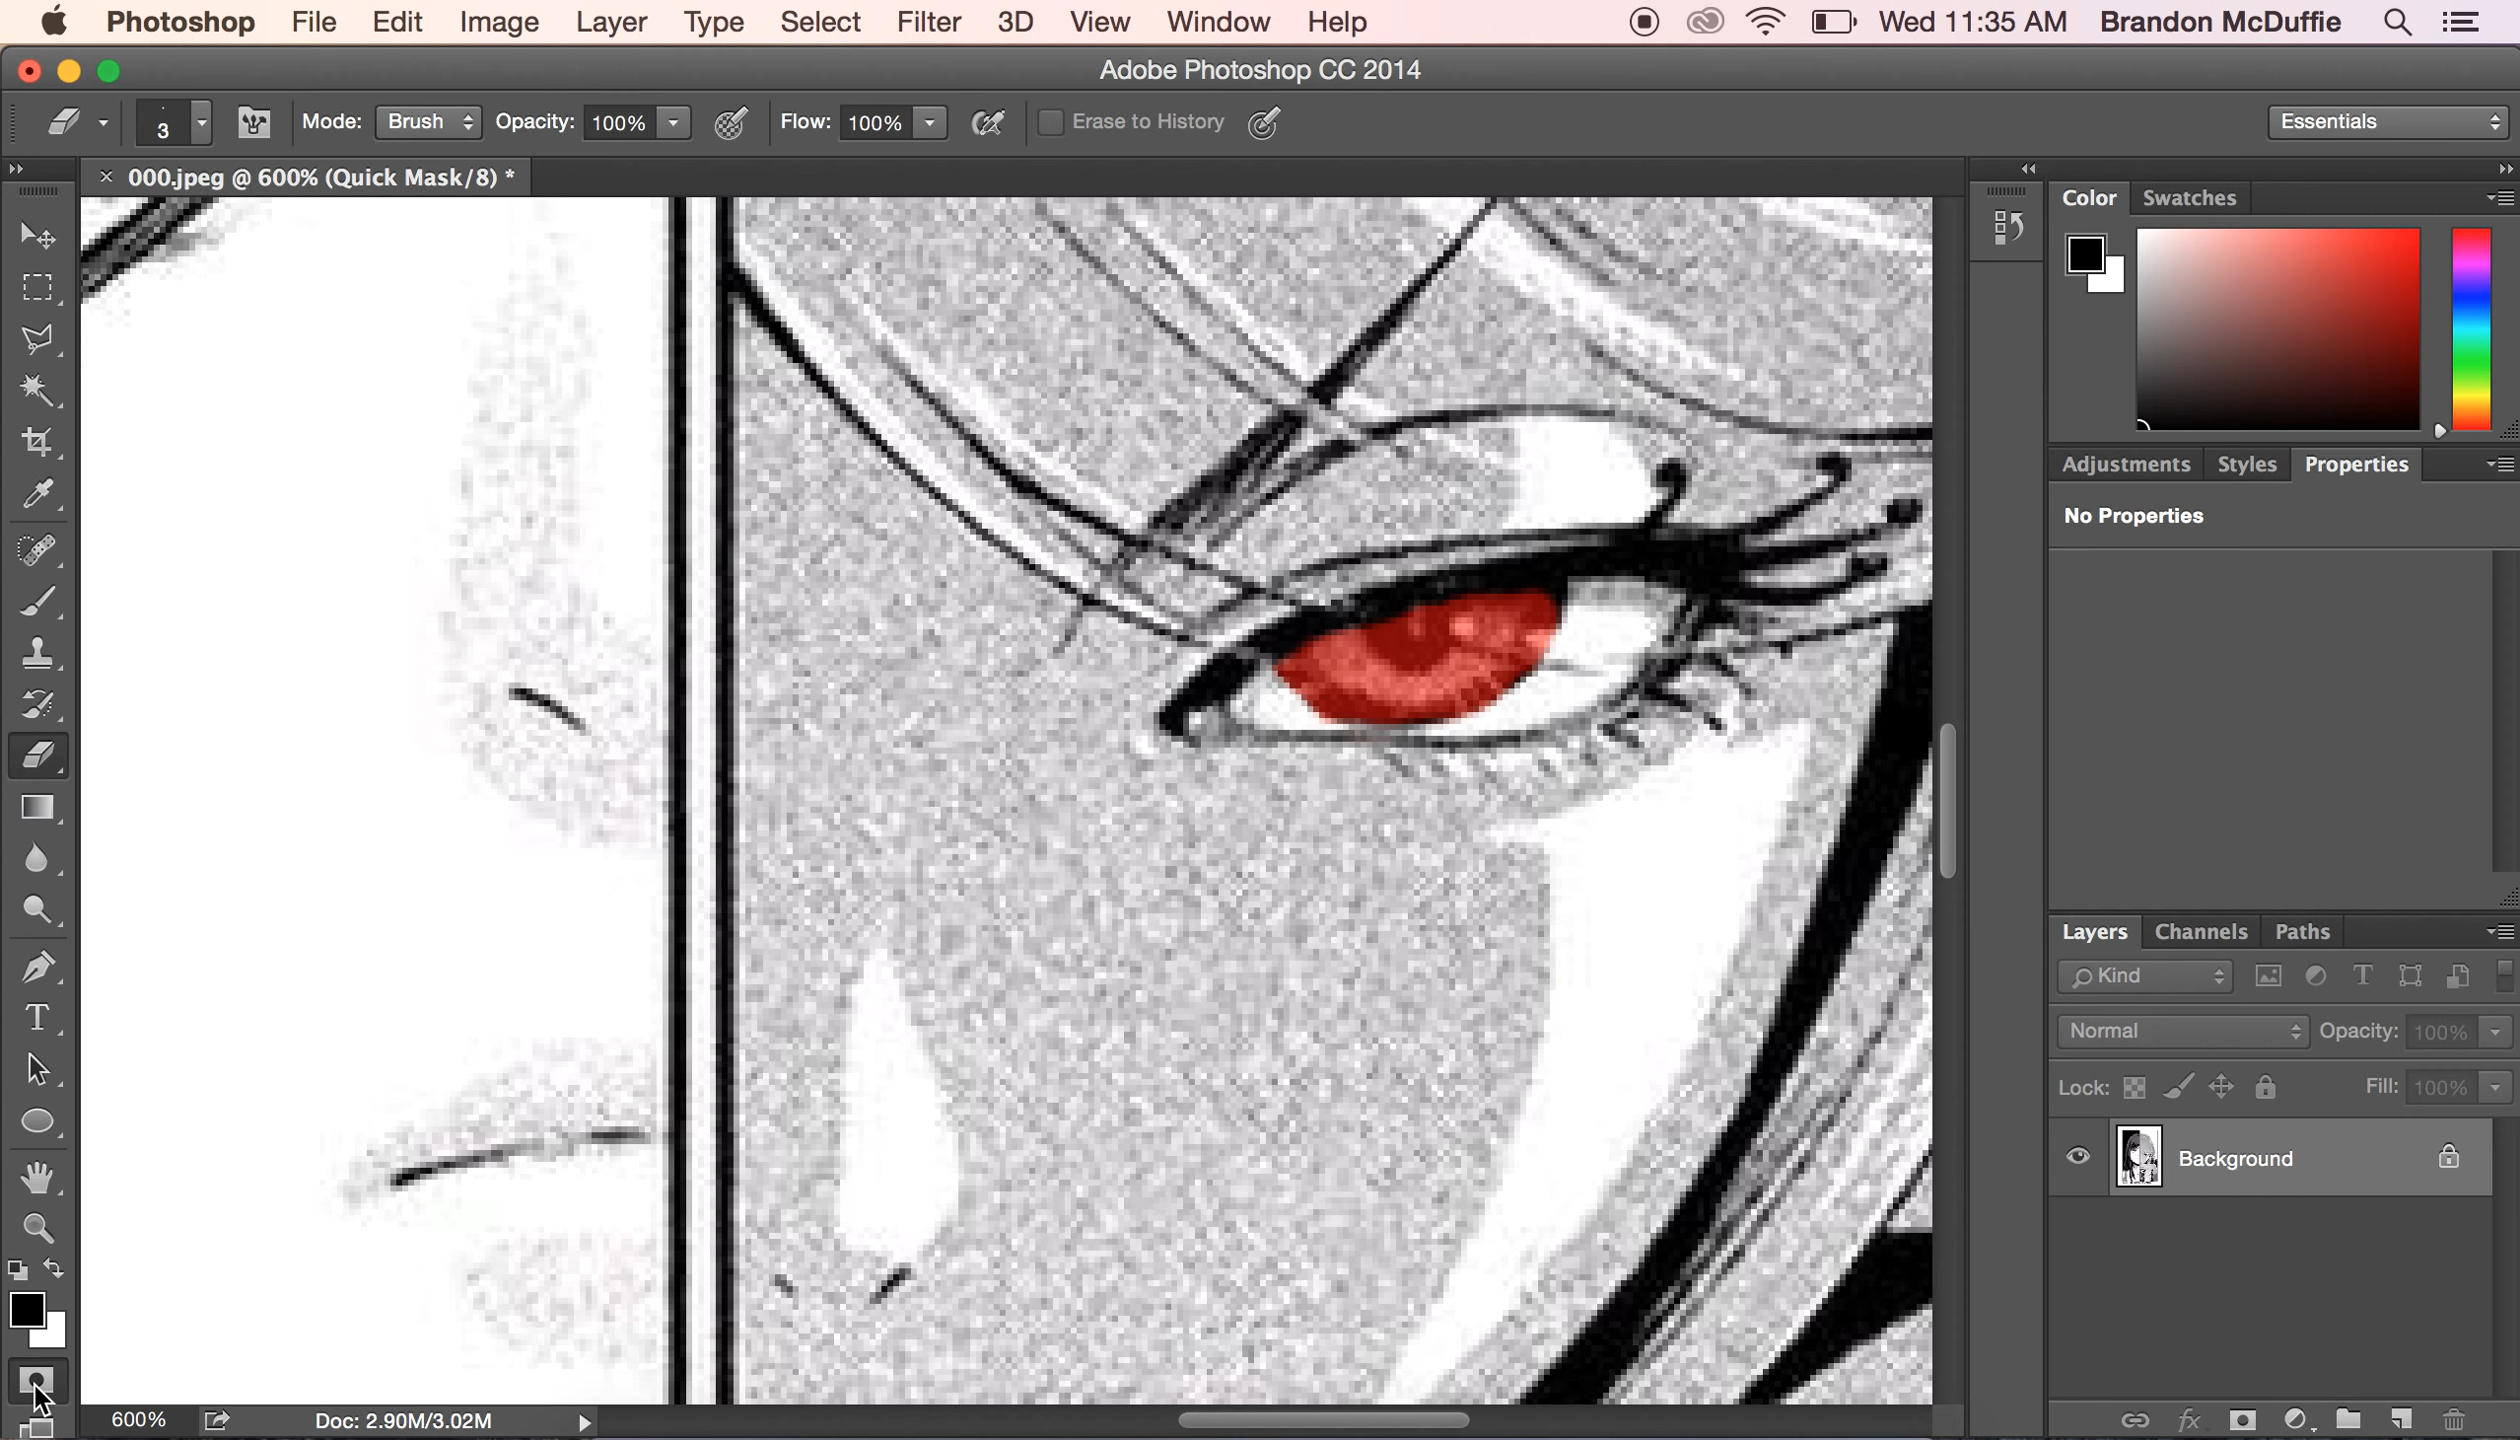 Photoshop File Edit Image Layer Type Select Filter 3D View Window Help Wed 11:35 AM Brandon McDuffie
Adobe Photoshop CC 2014
3 Mode: Brush Opacity: 100% Flow: 100% Erase to History Essentials
000.jpeg @ 600% (Quick Mask/8) *
Color Swatches
Adjustments Styles Properties
No Properties
Layers Channels Paths
Kind
Normal Opacity: 100%
Lock: Fill: 100%
Background
600% Doc: 2.90M/3.02M